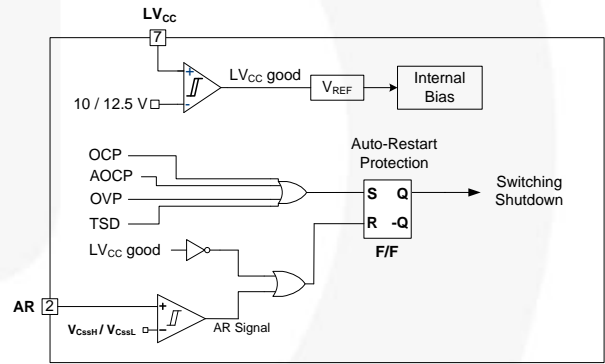 LVCC
7
+
-
10 / 12.5 V
LVCC good
VREF
Internal
Bias
Auto-Restart
Protection
OCP
AOCP
OVP
TSD
S Q
R -Q
F/F
Switching
Shutdown
LVCC good
AR 2
+
-
VCssH / VCssL
AR Signal